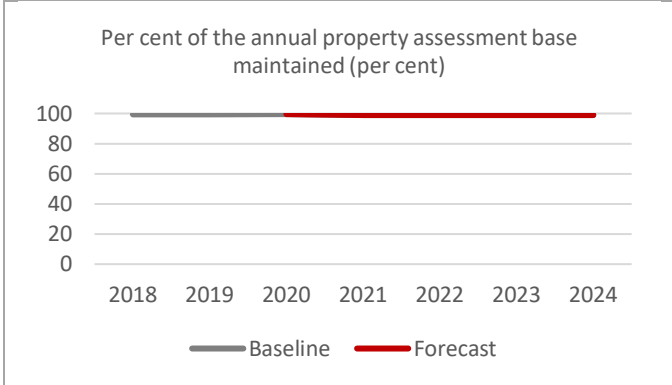 Per cent of the annual property assessment base
maintained (per cent)
100
80
60
40
20
0
2018 2019 2020 2021 2022 2023 2024
Baseline Forecast